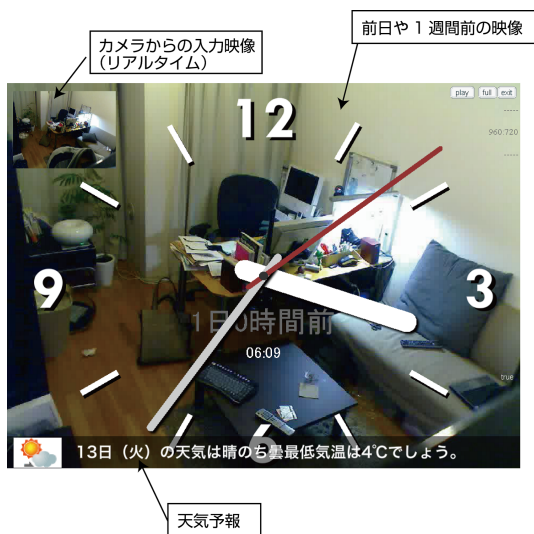 カメラからの入力映像
（リアルタイム）
前日や 1 週間前の映像
play full exit
-----
960:720
-----
12
9
3
1日0時間前
06:09
true
6
13日（火）の天気は晴のち曇最低気温は4℃でしょう。
天気予報